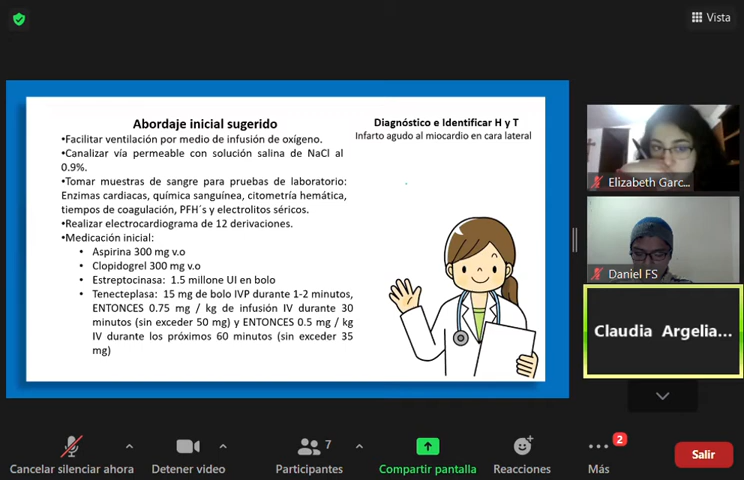 Vista
Abordaje inicial sugerido
•Facilitar ventilación por medio de infusión de oxígeno.
•Canalizar vía permeable con solución salina de NaCl al
0.9%.
•Tomar muestras de sangre para pruebas de laboratorio:
Enzimas cardiacas, química sanguínea, citometría hemática,
tiempos de coagulación, PFH´s y electrolitos séricos.
•Realizar electrocardiograma de 12 derivaciones.
•Medicación inicial:
• Aspirina 300 mg v.o
• Clopidogrel 300 mg v.o
• Estreptocinasa: 1.5 millone UI en bolo
• Tenecteplasa: 15 mg de bolo IVP durante 1-2 minutos,
ENTONCES 0.75 mg / kg de infusión IV durante 30
minutos (sin exceder 50 mg) y ENTONCES 0.5 mg / kg
IV durante los próximos 60 minutos (sin exceder 35
mg)
Diagnóstico e Identificar H y T
Infarto agudo al miocardio en cara lateral
Elizabeth Garc...
Daniel FS
Claudia Argelia...
Cancelar silenciar ahora
Detener video
7
Participantes
Compartir pantalla
Reacciones
2
Más
Salir